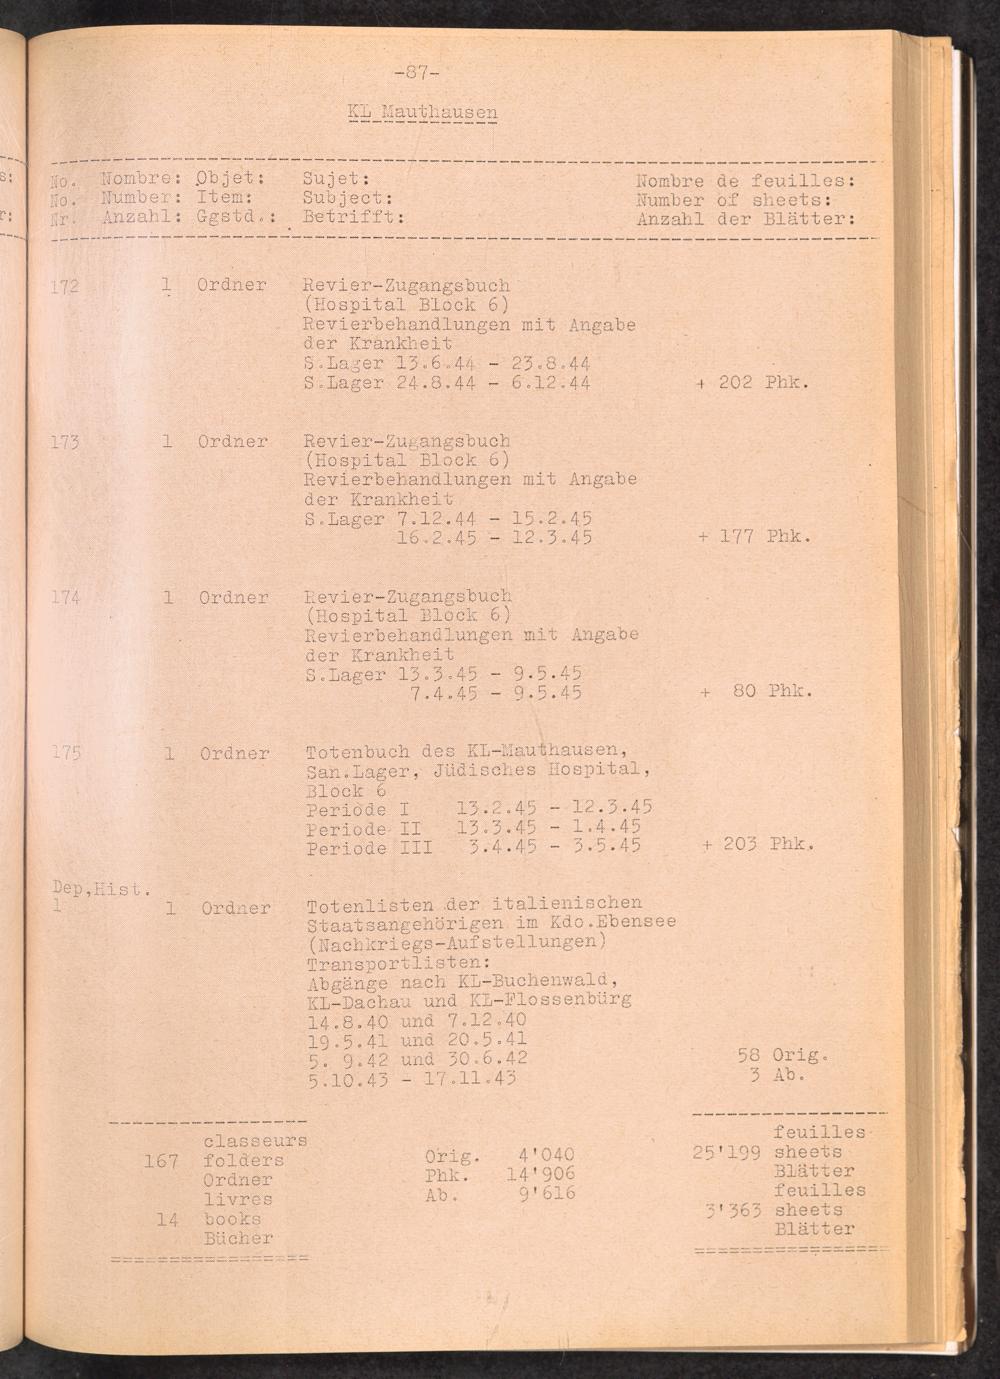 -87-
KL Mauthausen
No. Nombre: Objet: Sujet: Nombre de feuilles:
No. Number: Item: Subject: Number of sheets:
Nr. Anzahl: Ggstd.: Betrifft: Anzahl der Blätter:
172 1 Ordner Revier-Zugangsbuch
(Hospital Block 6)
Revierbehandlungen mit Angabe
der Krankheit
S.Lager 13.6.44 - 23.8.44
S.Lager 24.8.44 - 6.12.44 + 202 Phk.
173 1 Ordner Revier-Zugangsbuch
(Hospital Block 6)
Revierbehandlungen mit Angabe
der Krankheit
S.Lager 7.12.44 - 15.2.45
16.2.45 - 12.3.45 + 177 Phk.
174 1 Ordner Revier-Zugangsbuch
(Hospital Block 6)
Revierbehandlungen mit Angabe
der Krankheit
S.Lager 13.3.45 - 9.5.45
7.4.45 - 9.5.45 + 80 Phk.
175 1 Ordner Totenbuch des KL-Mauthausen,
San.Lager, Jüdisches Hospital,
Block 6
Periode I 13.2.45 - 12.3.45
Periode II 13.3.45 - 1.4.45
Periode III 3.4.45 - 3.5.45 + 203 Phk.
Dep,Hist.
1 1 Ordner Totenlisten der italienischen
Staatsangehörigen im Kdo.Ebensee
(Nachkriegs-Aufstellungen)
Transportlisten:
Abgänge nach KL-Buchenwald,
KL-Dachau und KL-Flossenbürg
14.8.40 und 7.12.40
19.5.41 und 20.5.41
5. 9.42 und 30.6.42 58 Orig.
5.10.43 - 17.11.43 3 Ab.
classeurs feuilles
167 folders Orig. 4'040 25'199 sheets
Ordner Phk. 14'906 Blätter
livres Ab. 9'616 feuilles
14 books 3'363 sheets
Bücher Blätter